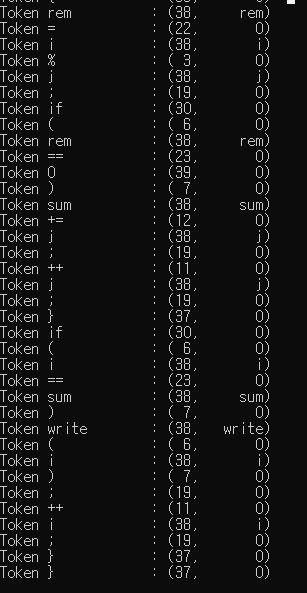 Token rem : (38, rem)
Token = : (22, 0)
Token i : (38, i)
Token % : ( 3, 0)
Token j : (38, j)
Token ; : (19, 0)
Token if : (30, 0)
Token ( : ( 6, 0)
Token rem : (38, rem)
Token == : (23, 0)
Token 0 : (39, 0)
Token ) : ( 7, 0)
Token sum : (38, sum)
Token += : (12, 0)
Token j : (38, j)
Token ; : (19, 0)
Token ++ : (11, 0)
Token j : (38, j)
Token ; : (19, 0)
Token } : (37, 0)
Token if : (30, 0)
Token ( : ( 6, 0)
Token i : (38, i)
Token == : (23, 0)
Token sum : (38, sum)
Token ) : ( 7, 0)
Token write : (38, write)
Token ( : ( 6, 0)
Token i : (38, i)
Token ) : ( 7, 0)
Token ; : (19, 0)
Token ++ : (11, 0)
Token i : (38, i)
Token ; : (19, 0)
Token } : (37, 0)
Token } : (37, 0)